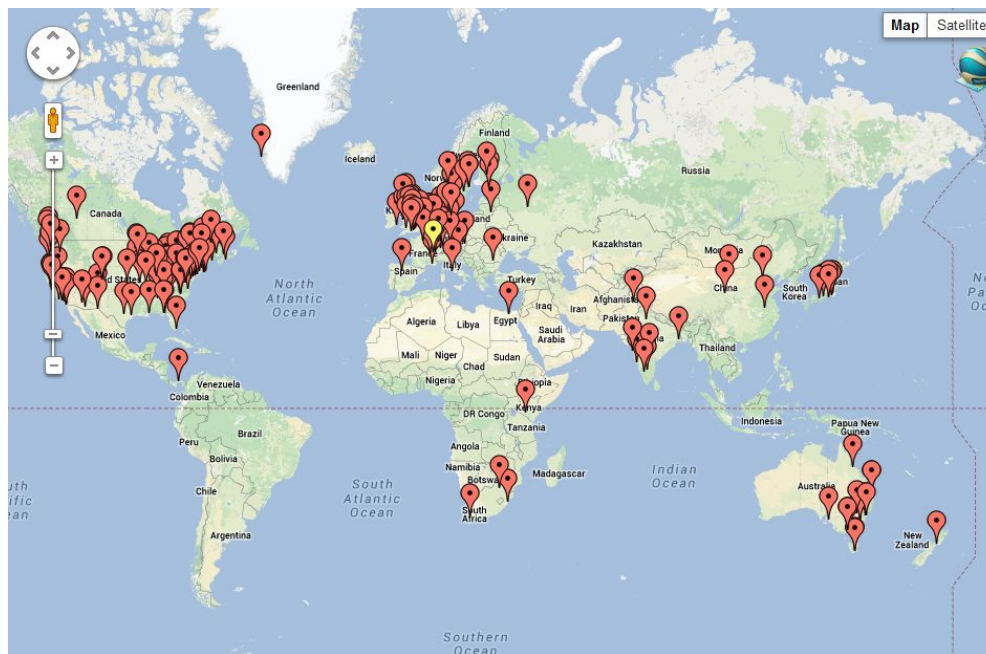 Map Satellite
Greenland
Finland
Iceland
Russia
Canada
Ukraine
Kazakhstan
France
Italy
Spain
Turkey
China
South
Korea
North
Atlantic
Ocean
Mexico
Iraq
Iran
Afghanistan
Pakistan
Algeria
Libya
Egypt
Saudi
Arabia
Thailand
Mali
Niger
Sudan
Chad
Nigeria
Ethiopia
Venezuela
Colombia
DR Congo
Kenya
Tanzania
Indonesia
Papua New
Guinea
Peru
Brazil
Bolivia
Angola
Namibia
Madagascar
Chile
South
Atlantic
Ocean
Indian
Ocean
Australia
South
Africa
Argentina
New
Zealand
Southern
Ocean